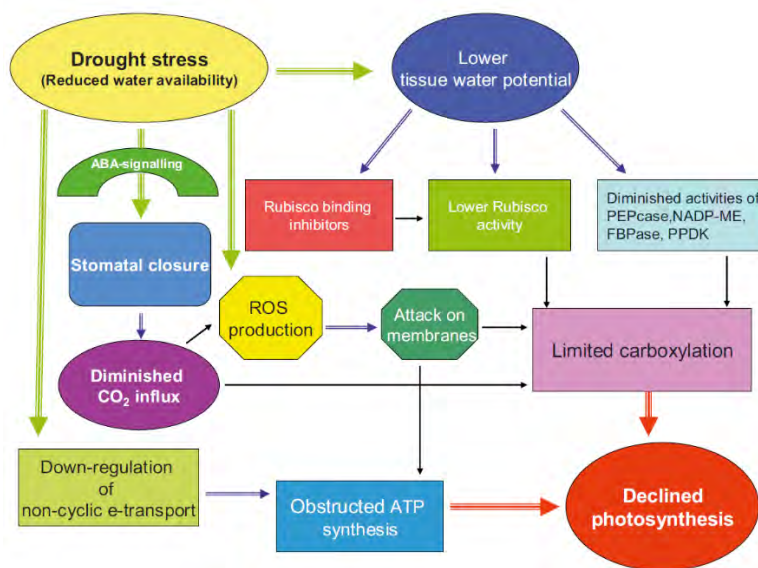 Drought stress
(Reduced water availability)
Lower
tissue water potential
ABA-signalling
Rubisco binding
inhibitors
Lower Rubisco
activity
Diminished activities of
PEPcase,NADP-ME,
FBPase, PPDK
Stomatal closure
ROS
production
Attack on
membranes
Limited carboxylation
Diminished
CO₂ influx
Down-regulation
of
non-cyclic e-transport
Obstructed ATP
synthesis
Declined
photosynthesis